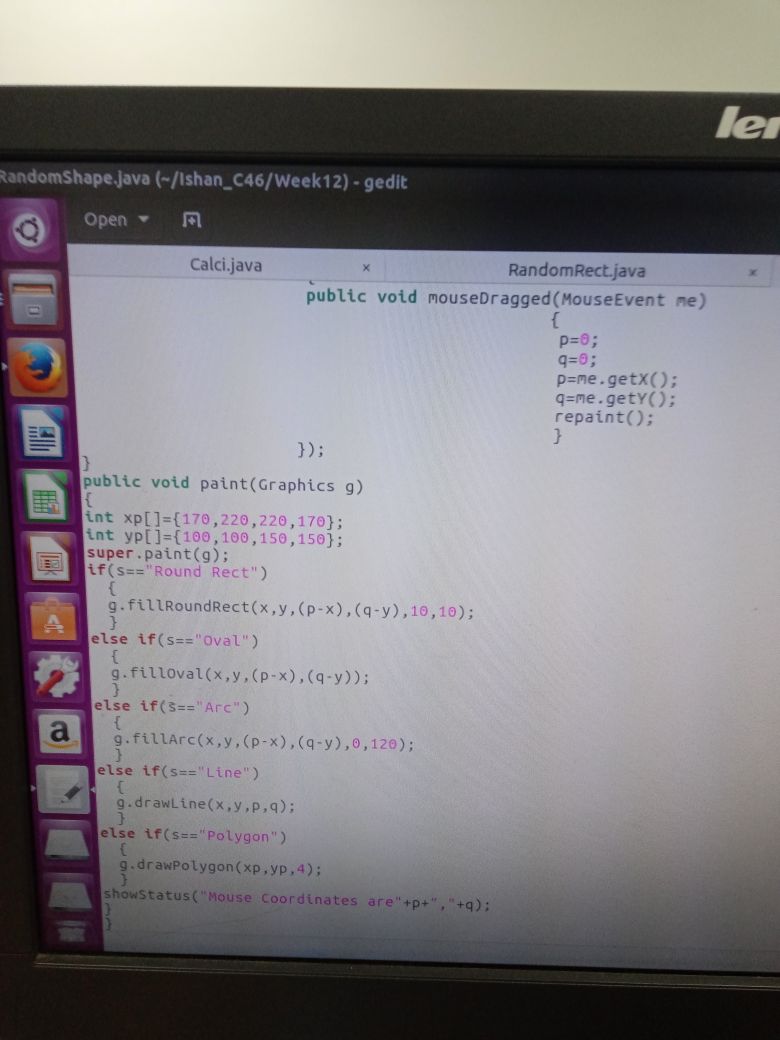 len
RandomShape.java (~/Ishan_C46/Week12) - gedit
Open
Calci.java × RandomRect.java ×
public void mouseDragged(MouseEvent me)
{
p=0;
q=0;
p=me.getX();
q=me.getY();
repaint();
}
});
}
public void paint(Graphics g)
{
int xp[]={170,220,220,170};
int yp[]={100,100,150,150};
super.paint(g);
if(s=="Round Rect")
{
g.fillRoundRect(x,y,(p-x),(q-y),10,10);
}
else if(s=="Oval")
{
g.fillOval(x,y,(p-x),(q-y));
}
else if(s=="Arc")
{
g.fillArc(x,y,(p-x),(q-y),0,120);
}
else if(s=="Line")
{
g.drawLine(x,y,p,q);
}
else if(s=="Polygon")
{
g.drawPolygon(xp,yp,4);
}
showStatus("Mouse Coordinates are"+p+","+q);
}
}